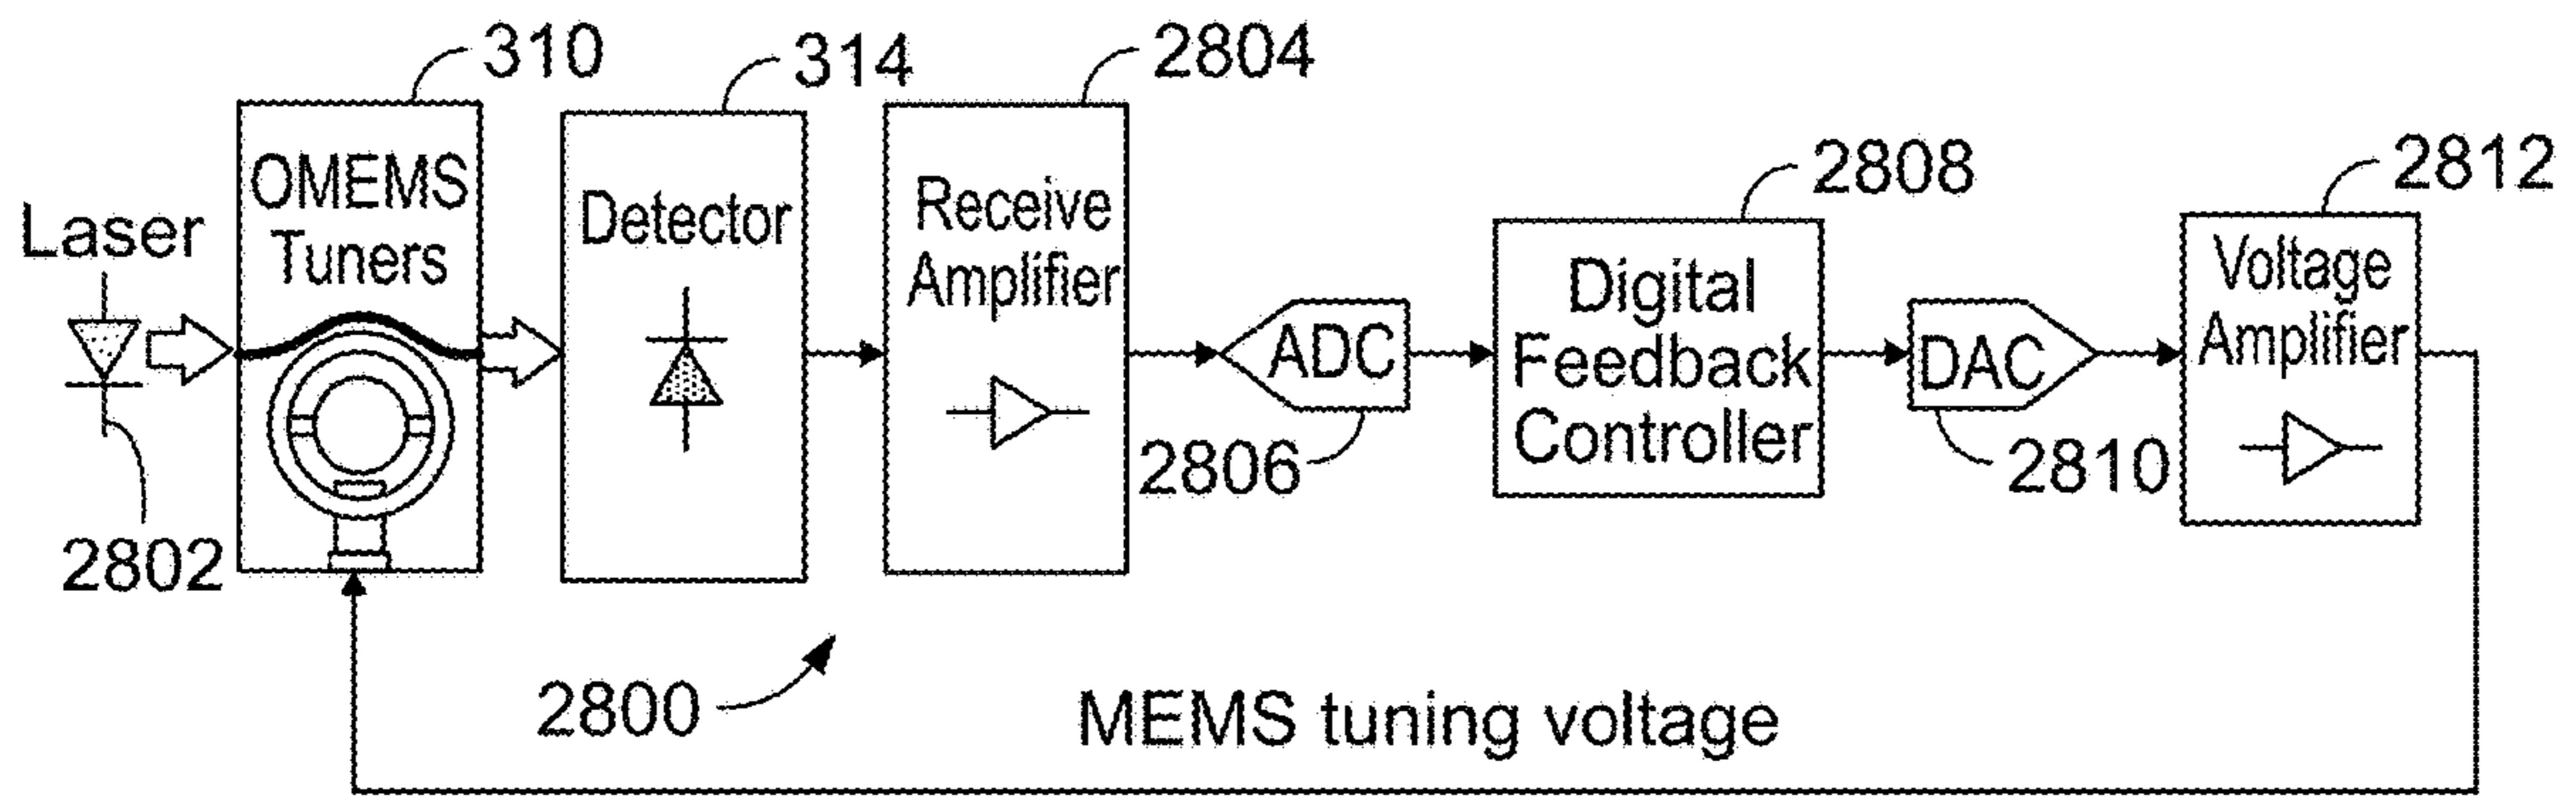 310
314
2804
2808
2812
Laser
OMEMS
Tuners
Detector
Receive
Amplifier
ADC
Digital
Feedback
Controller
DAC
Voltage
Amplifier
2802
2806
2810
2800
MEMS tuning voltage